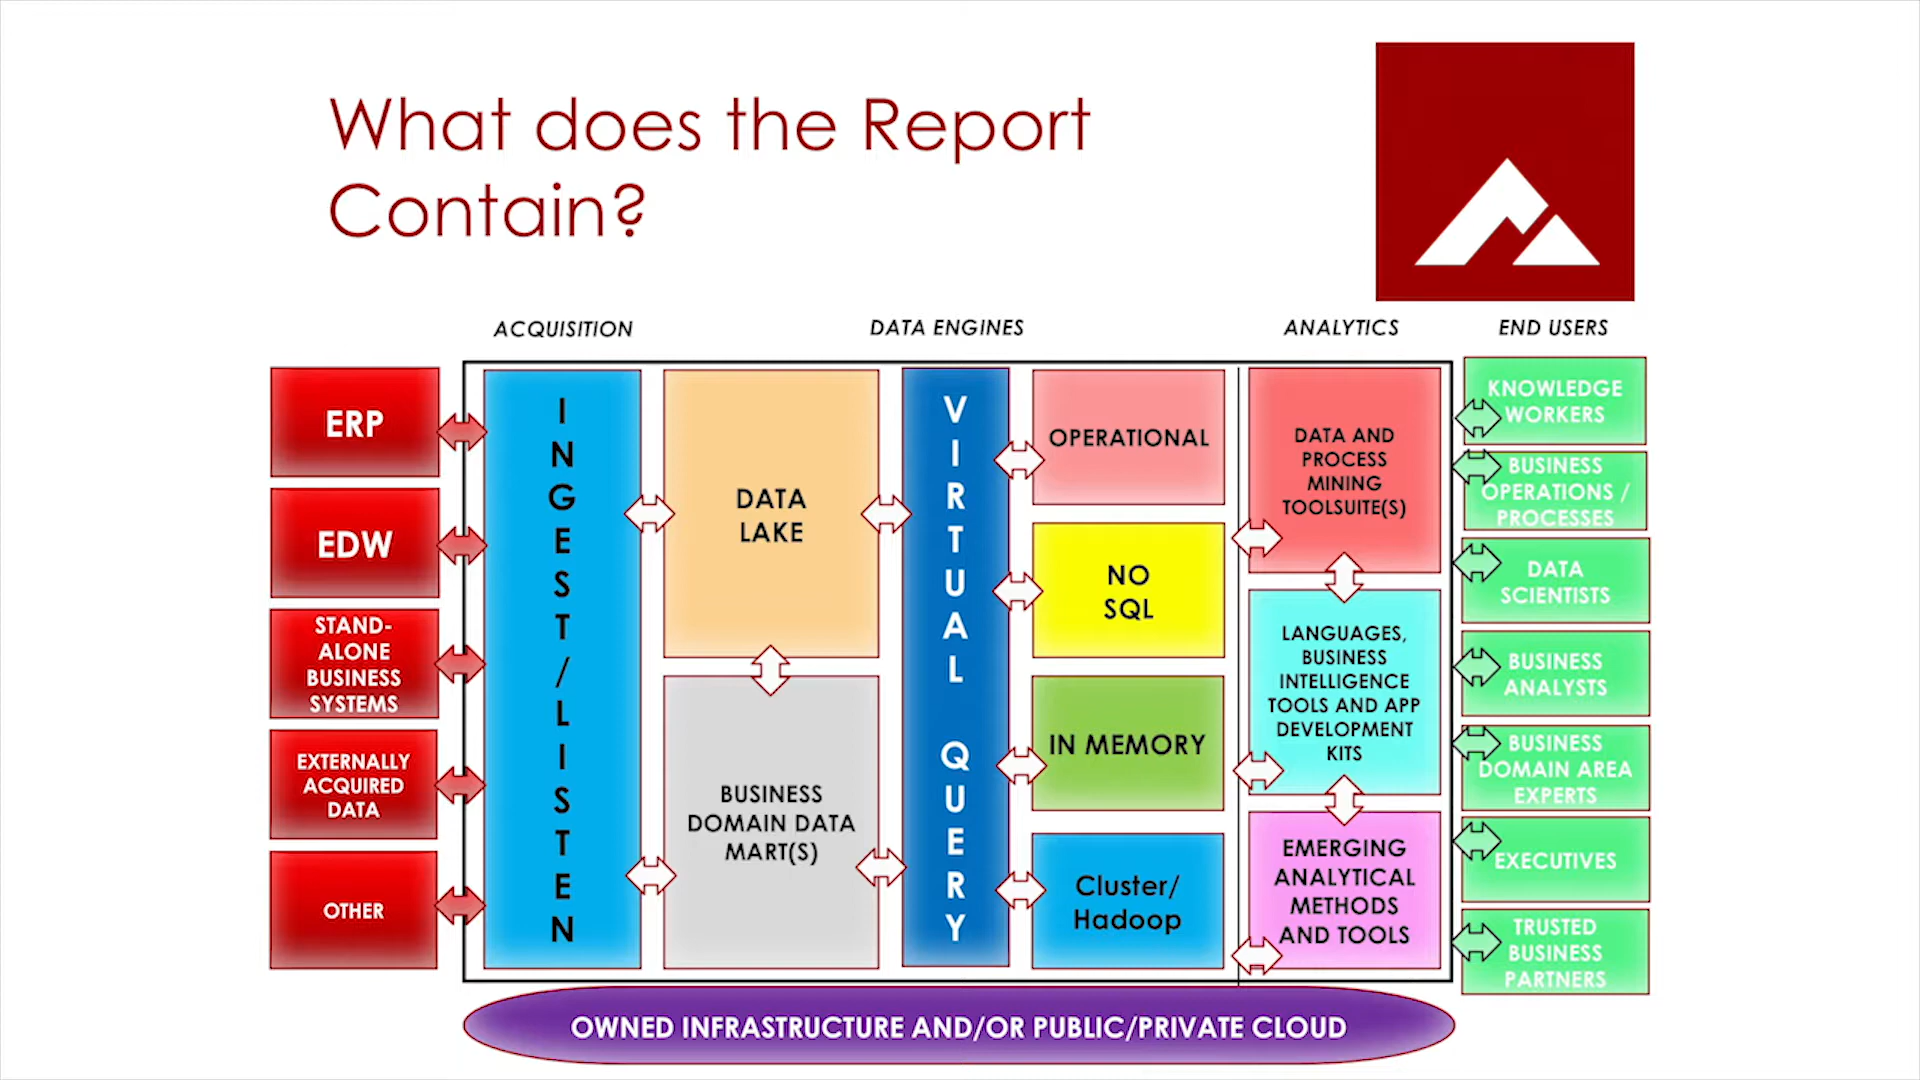 What does the Report
Contain?
ACQUISITION
DATA ENGINES
ANALYTICS
END USERS
ERP
EDW
STAND-
ALONE
BUSINESS
SYSTEMS
EXTERNALLY
ACQUIRED
DATA
OTHER
I
N
G
E
S
T
/
L
I
S
T
E
N
DATA
LAKE
BUSINESS
DOMAIN DATA
MART(S)
V
I
R
T
U
A
L
Q
U
E
R
Y
OPERATIONAL
NO
SQL
IN MEMORY
Cluster/
Hadoop
DATA AND
PROCESS
MINING
TOOLSUITE(S)
LANGUAGES,
BUSINESS
INTELLIGENCE
TOOLS AND APP
DEVELOPMENT
KITS
EMERGING
ANALYTICAL
METHODS
AND TOOLS
KNOWLEDGE
WORKERS
BUSINESS
OPERATIONS /
PROCESSES
DATA
SCIENTISTS
BUSINESS
ANALYSTS
BUSINESS
DOMAIN AREA
EXPERTS
EXECUTIVES
TRUSTED
BUSINESS
PARTNERS
OWNED INFRASTRUCTURE AND/OR PUBLIC/PRIVATE CLOUD